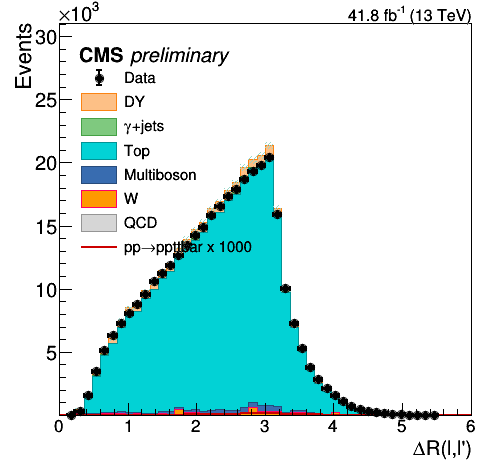 ×10³
41.8 fb⁻¹ (13 TeV)
Events
30
25
20
15
10
5
CMS preliminary
Data
DY
γ+jets
Top
Multiboson
W
QCD
pp→ppttbar x 1000
0 1 2 3 4 5 6
ΔR(l,l')